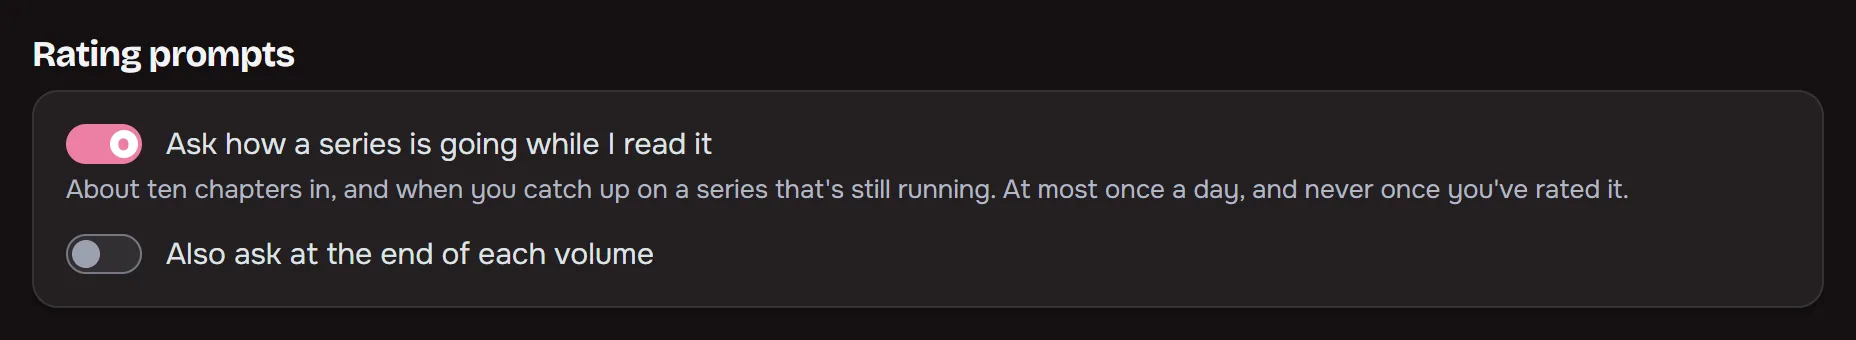 Rating prompts
Ask how a series is going while I read it
About ten chapters in, and when you catch up on a series that's still running. At most once a day, and never once you've rated it.
Also ask at the end of each volume